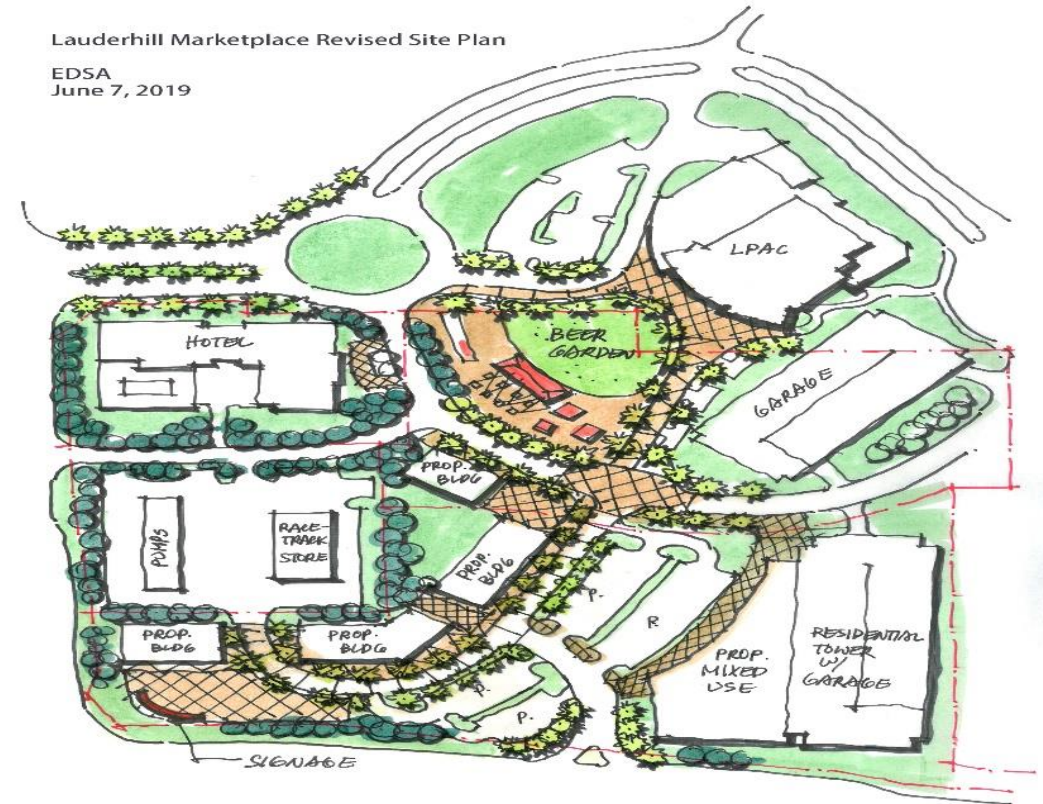 Lauderhill Marketplace Revised Site Plan
EDSA
June 7, 2019
LPAC
HOTEL
BEER
GARDEN
GARAGE
PROP.
BLDG
PUMPS
RACE-
TRACK
STORE
PROP.
BLDG
P.
P.
PROP.
BLDG
PROP.
BLDG
PROP.
MIXED
USE
RESIDENTIAL
TOWER
W/
GARAGE
P.
P.
SIGNAGE